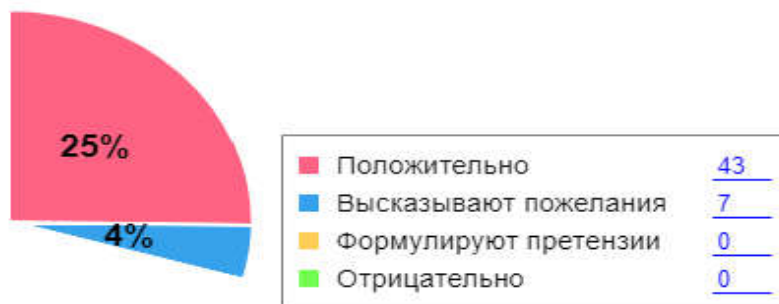 25%
4%
Положительно 43
Высказывают пожелания 7
Формулируют претензии 0
Отрицательно 0